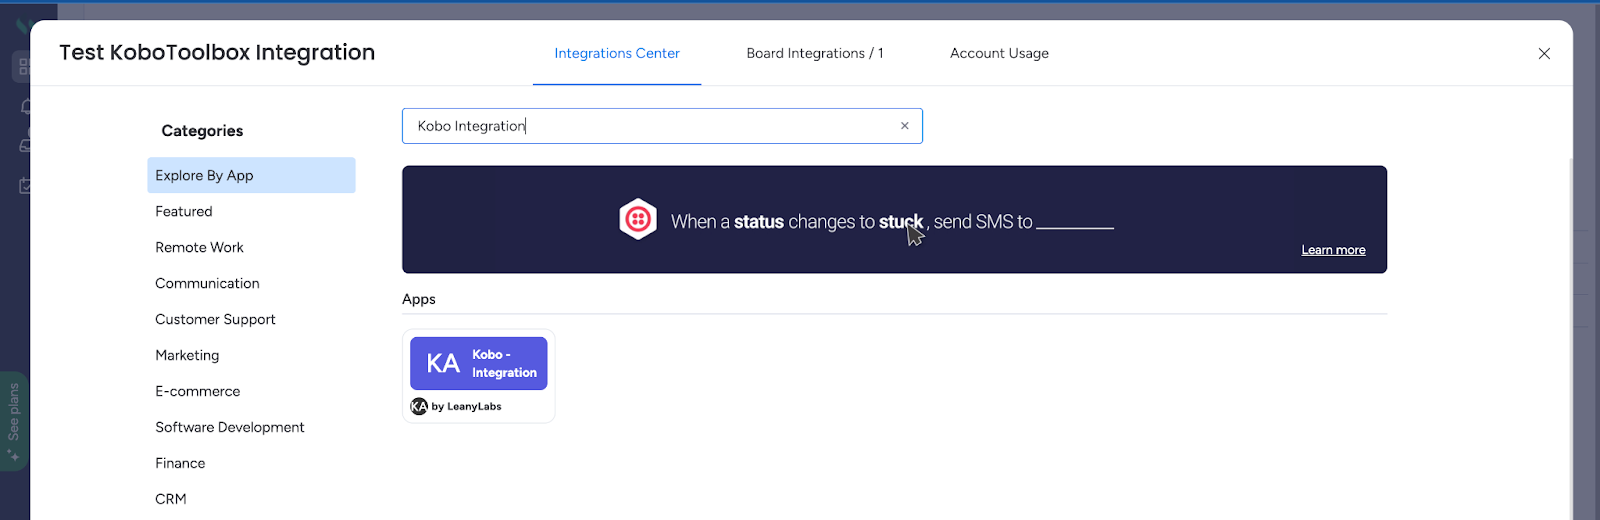 Test KoboToolbox Integration
Integrations Center
Board Integrations / 1
Account Usage
Categories
Explore By App
Featured
Remote Work
Communication
Customer Support
Marketing
E-commerce
Software Development
Finance
CRM
See plans
Kobo Integration
When a status changes to stuck, send SMS to
Learn more
Apps
KA
Kobo -
Integration
KA by LeanyLabs